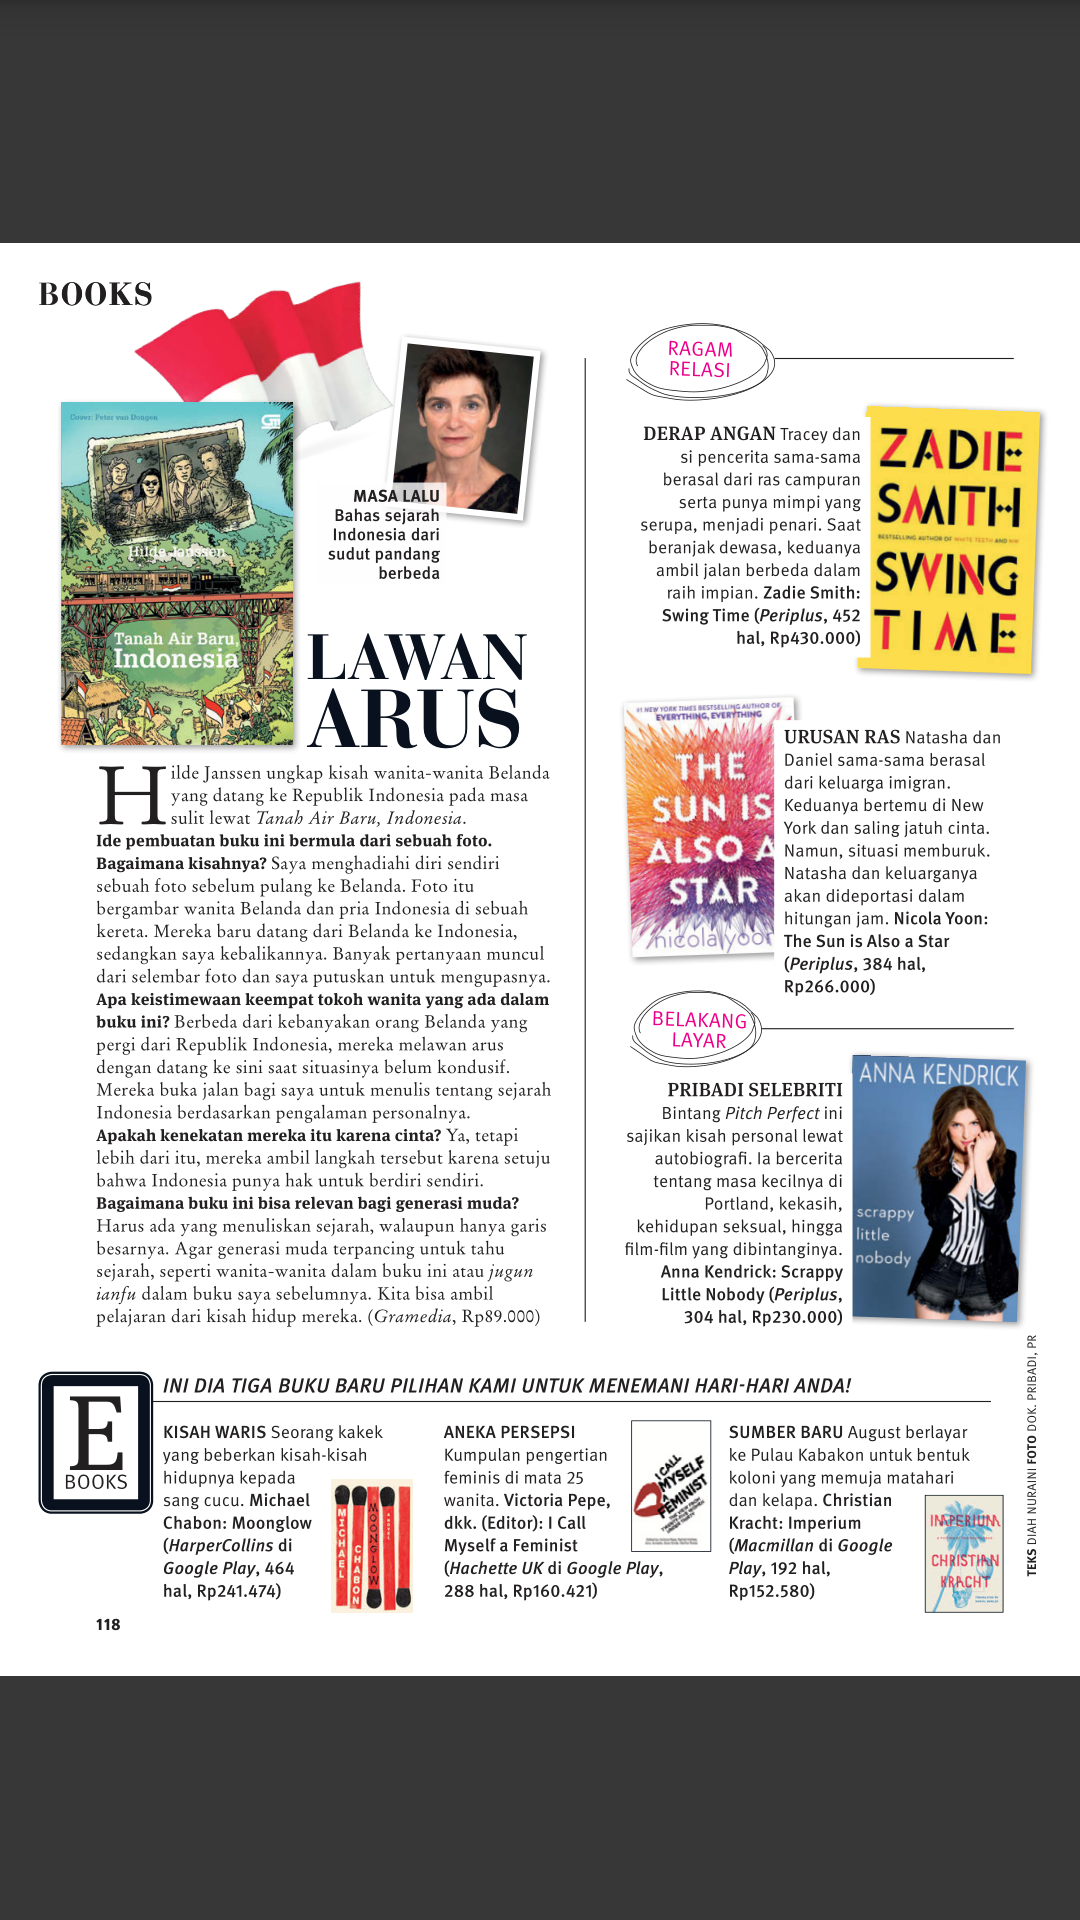 BOOKS
Cover: Peter van Dongen
Hilde Janssen
Tanah Air Baru,
Indonesia
MASA LALU
Bahas sejarah
Indonesia dari
sudut pandang
berbeda
LAWAN
ARUS
Hilde Janssen ungkap kisah wanita-wanita Belanda
yang datang ke Republik Indonesia pada masa
sulit lewat Tanah Air Baru, Indonesia.
Ide pembuatan buku ini bermula dari sebuah foto.
Bagaimana kisahnya? Saya menghadiahi diri sendiri
sebuah foto sebelum pulang ke Belanda. Foto itu
bergambar wanita Belanda dan pria Indonesia di sebuah
kereta. Mereka baru datang dari Belanda ke Indonesia,
sedangkan saya kebalikannya. Banyak pertanyaan muncul
dari selembar foto dan saya putuskan untuk mengupasnya.
Apa keistimewaan keempat tokoh wanita yang ada dalam
buku ini? Berbeda dari kebanyakan orang Belanda yang
pergi dari Republik Indonesia, mereka melawan arus
dengan datang ke sini saat situasinya belum kondusif.
Mereka buka jalan bagi saya untuk menulis tentang sejarah
Indonesia berdasarkan pengalaman personalnya.
Apakah kenekatan mereka itu karena cinta? Ya, tetapi
lebih dari itu, mereka ambil langkah tersebut karena setuju
bahwa Indonesia punya hak untuk berdiri sendiri.
Bagaimana buku ini bisa relevan bagi generasi muda?
Harus ada yang menuliskan sejarah, walaupun hanya garis
besarnya. Agar generasi muda terpancing untuk tahu
sejarah, seperti wanita-wanita dalam buku ini atau jugun
ianfu dalam buku saya sebelumnya. Kita bisa ambil
pelajaran dari kisah hidup mereka. (Gramedia, Rp89.000)
RAGAM
RELASI
DERAP ANGAN Tracey dan
si pencerita sama-sama
berasal dari ras campuran
serta punya mimpi yang
serupa, menjadi penari. Saat
beranjak dewasa, keduanya
ambil jalan berbeda dalam
raih impian. Zadie Smith:
Swing Time (Periplus, 452
hal, Rp430.000)
ZADIE
SMITH
BESTSELLING AUTHOR OF WHITE TEETH AND NW
SWING
TIME
#1 NEW YORK TIMES BESTSELLING AUTHOR OF
EVERYTHING, EVERYTHING
THE
SUN IS
ALSO A
STAR
nicola yoon
URUSAN RAS Natasha dan
Daniel sama-sama berasal
dari keluarga imigran.
Keduanya bertemu di New
York dan saling jatuh cinta.
Namun, situasi memburuk.
Natasha dan keluarganya
akan dideportasi dalam
hitungan jam. Nicola Yoon:
The Sun is Also a Star
(Periplus, 384 hal,
Rp266.000)
BELAKANG
LAYAR
PRIBADI SELEBRITI
Bintang Pitch Perfect ini
sajikan kisah personal lewat
autobiografi. Ia bercerita
tentang masa kecilnya di
Portland, kekasih,
kehidupan seksual, hingga
film-film yang dibintanginya.
Anna Kendrick: Scrappy
Little Nobody (Periplus,
304 hal, Rp230.000)
ANNA KENDRICK
scrappy
little
nobody
E
BOOKS
INI DIA TIGA BUKU BARU PILIHAN KAMI UNTUK MENEMANI HARI-HARI ANDA!
KISAH WARIS Seorang kakek
yang beberkan kisah-kisah
hidupnya kepada
sang cucu. Michael
Chabon: Moonglow
(HarperCollins di
Google Play, 464
hal, Rp241.474)
MICHAEL
CHABON
MOONGLOW
A NOVEL
ANEKA PERSEPSI
Kumpulan pengertian
feminis di mata 25
wanita. Victoria Pepe,
dkk. (Editor): I Call
Myself a Feminist
(Hachette UK di Google Play,
288 hal, Rp160.421)
I CALL
MYSELF
A
FEMINIST
SUMBER BARU August berlayar
ke Pulau Kabakon untuk bentuk
koloni yang memuja matahari
dan kelapa. Christian
Kracht: Imperium
(Macmillan di Google
Play, 192 hal,
Rp152.580)
IMPERIUM
CHRISTIAN
KRACHT
TEKS DIAH NURAINI FOTO DOK. PRIBADI, PR
118